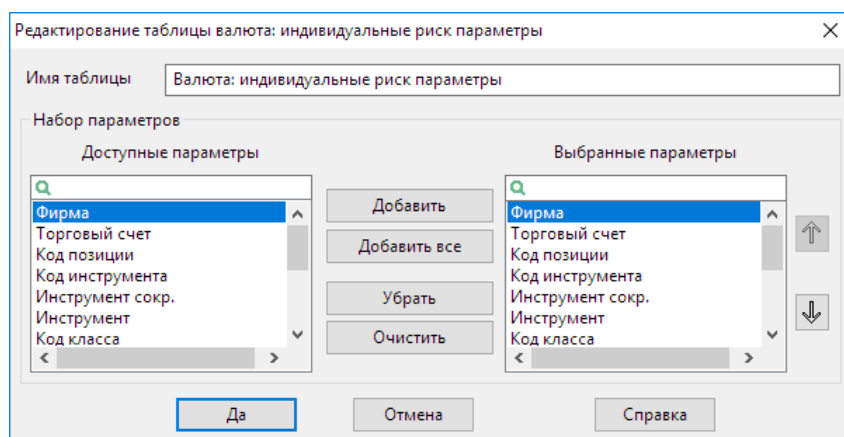 Редактирование таблицы валюта: индивидуальные риск параметры
Имя таблицы Валюта: индивидуальные риск параметры
Набор параметров
Доступные параметры Выбранные параметры
Фирма Добавить Фирма
Торговый счет Торговый счет
Код позиции Добавить все Код позиции
Код инструмента Код инструмента
Инструмент сокр. Убрать Инструмент сокр.
Инструмент Инструмент
Код класса Очистить Код класса
Да Отмена Справка